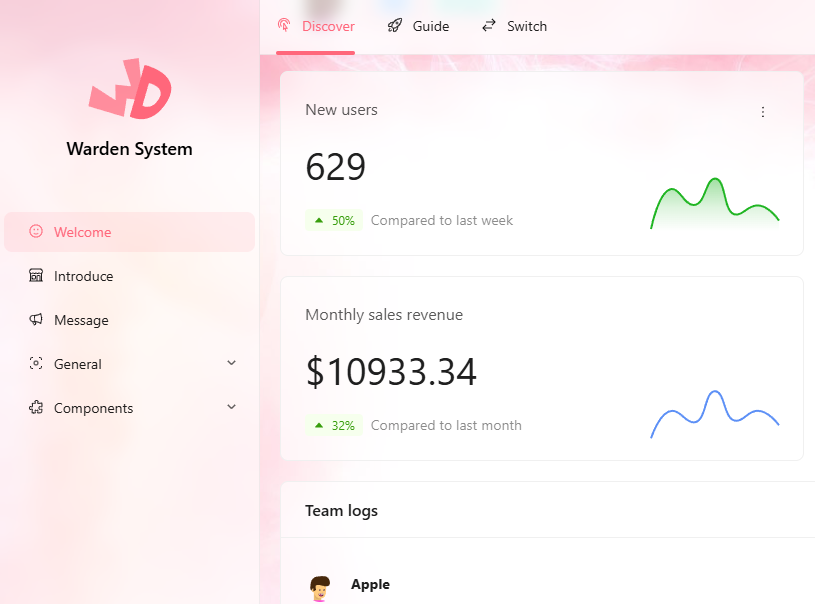 Discover
Guide
Switch
WD
Warden System
Welcome
Introduce
Message
General
Components
New users
629
50% Compared to last week
Monthly sales revenue
$10933.34
32% Compared to last month
Team logs
Apple